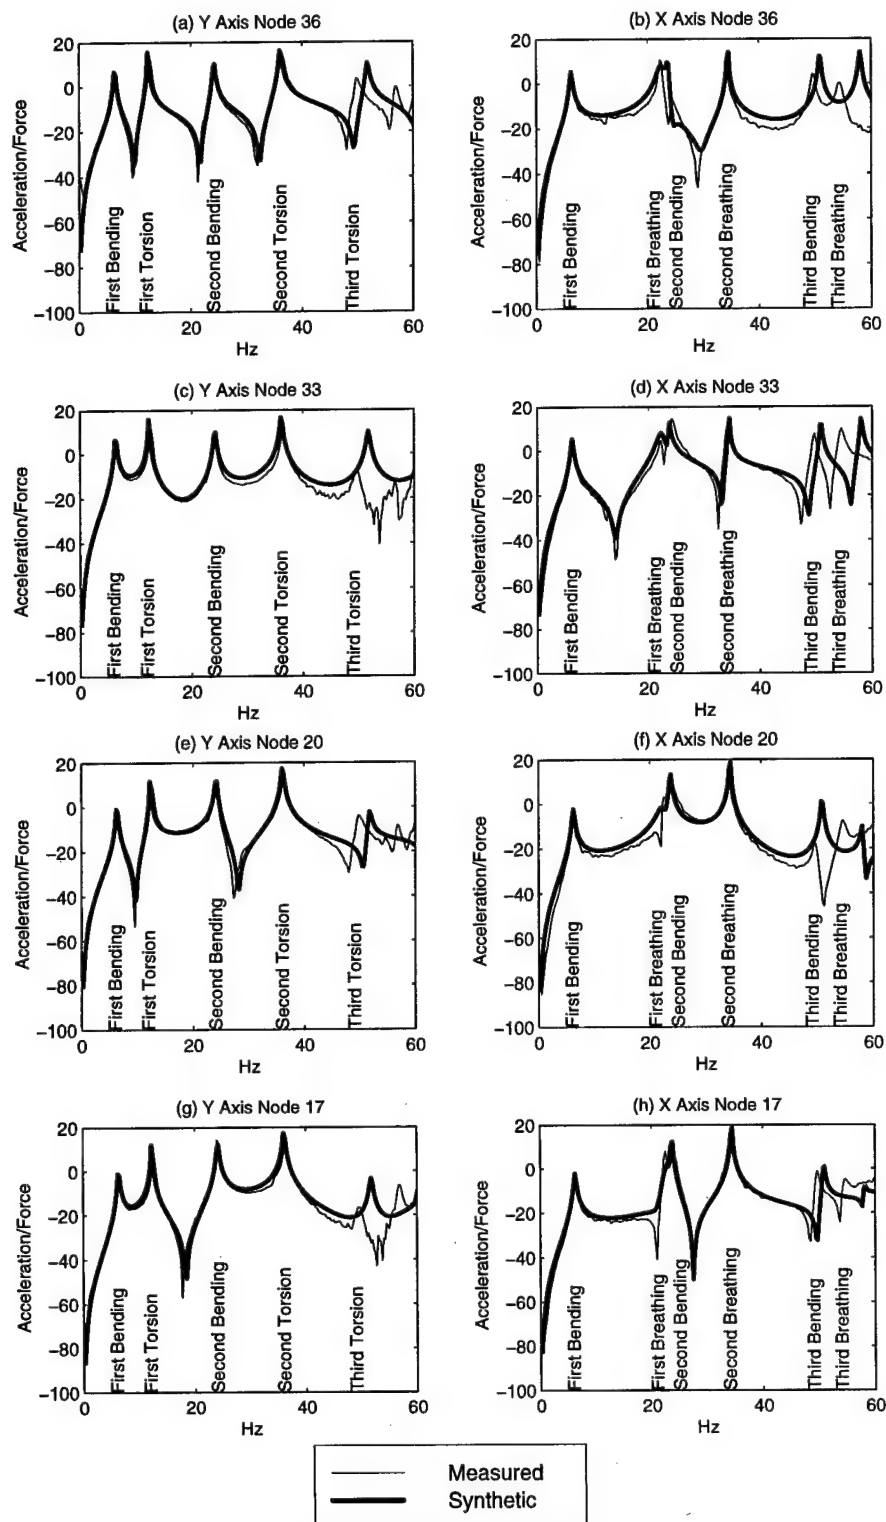 (a) Y Axis Node 36
20
0
−20
−40
−60
−80
−100
Acceleration/Force
First Bending
First Torsion
Second Bending
Second Torsion
Third Torsion
0
20
40
60
Hz
(b) X Axis Node 36
20
0
−20
−40
−60
−80
−100
Acceleration/Force
First Bending
First Breathing
Second Bending
Second Breathing
Third Bending
Third Breathing
0
20
40
60
Hz
(c) Y Axis Node 33
20
0
−20
−40
−60
−80
−100
Acceleration/Force
First Bending
First Torsion
Second Bending
Second Torsion
Third Torsion
0
20
40
60
Hz
(d) X Axis Node 33
20
0
−20
−40
−60
−80
−100
Acceleration/Force
First Bending
First Breathing
Second Bending
Second Breathing
Third Bending
Third Breathing
0
20
40
60
Hz
(e) Y Axis Node 20
20
0
−20
−40
−60
−80
−100
Acceleration/Force
First Bending
First Torsion
Second Bending
Second Torsion
Third Torsion
0
20
40
60
Hz
(f) X Axis Node 20
20
0
−20
−40
−60
−80
−100
Acceleration/Force
First Bending
First Breathing
Second Bending
Second Breathing
Third Bending
Third Breathing
0
20
40
60
Hz
(g) Y Axis Node 17
20
0
−20
−40
−60
−80
−100
Acceleration/Force
First Bending
First Torsion
Second Bending
Second Torsion
Third Torsion
0
20
40
60
Hz
(h) X Axis Node 17
20
0
−20
−40
−60
−80
−100
Acceleration/Force
First Bending
First Breathing
Second Bending
Second Breathing
Third Bending
Third Breathing
0
20
40
60
Hz
Measured
Synthetic